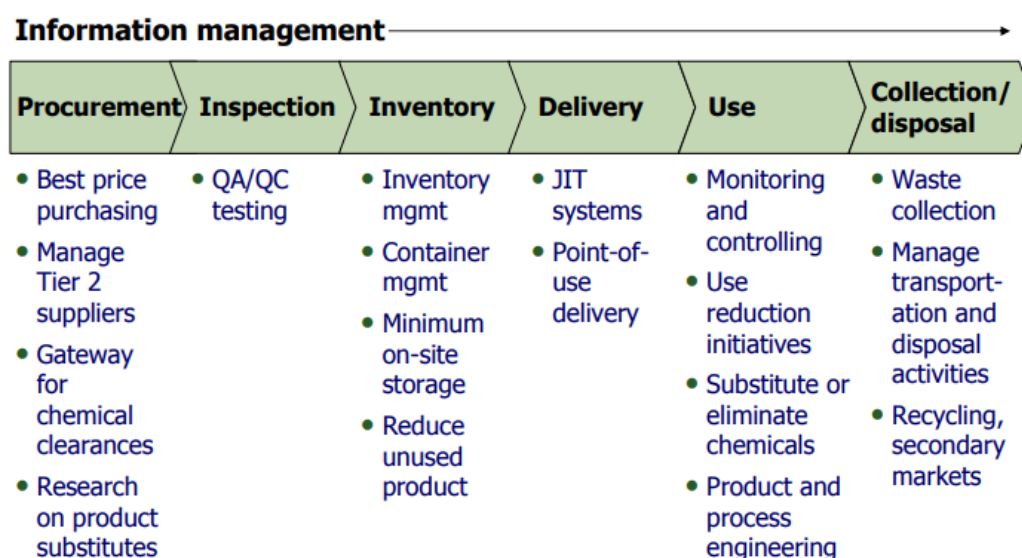 Information management
Procurement
Inspection
Inventory
Delivery
Use
Collection/
disposal
• Best price
purchasing
• Manage
Tier 2
suppliers
• Gateway
for
chemical
clearances
• Research
on product
substitutes
• QA/QC
testing
• Inventory
mgmt
• Container
mgmt
• Minimum
on-site
storage
• Reduce
unused
product
• JIT
systems
• Point-of-
use
delivery
• Monitoring
and
controlling
• Use
reduction
initiatives
• Substitute or
eliminate
chemicals
• Product and
process
engineering
• Waste
collection
• Manage
transport-
ation and
disposal
activities
• Recycling,
secondary
markets